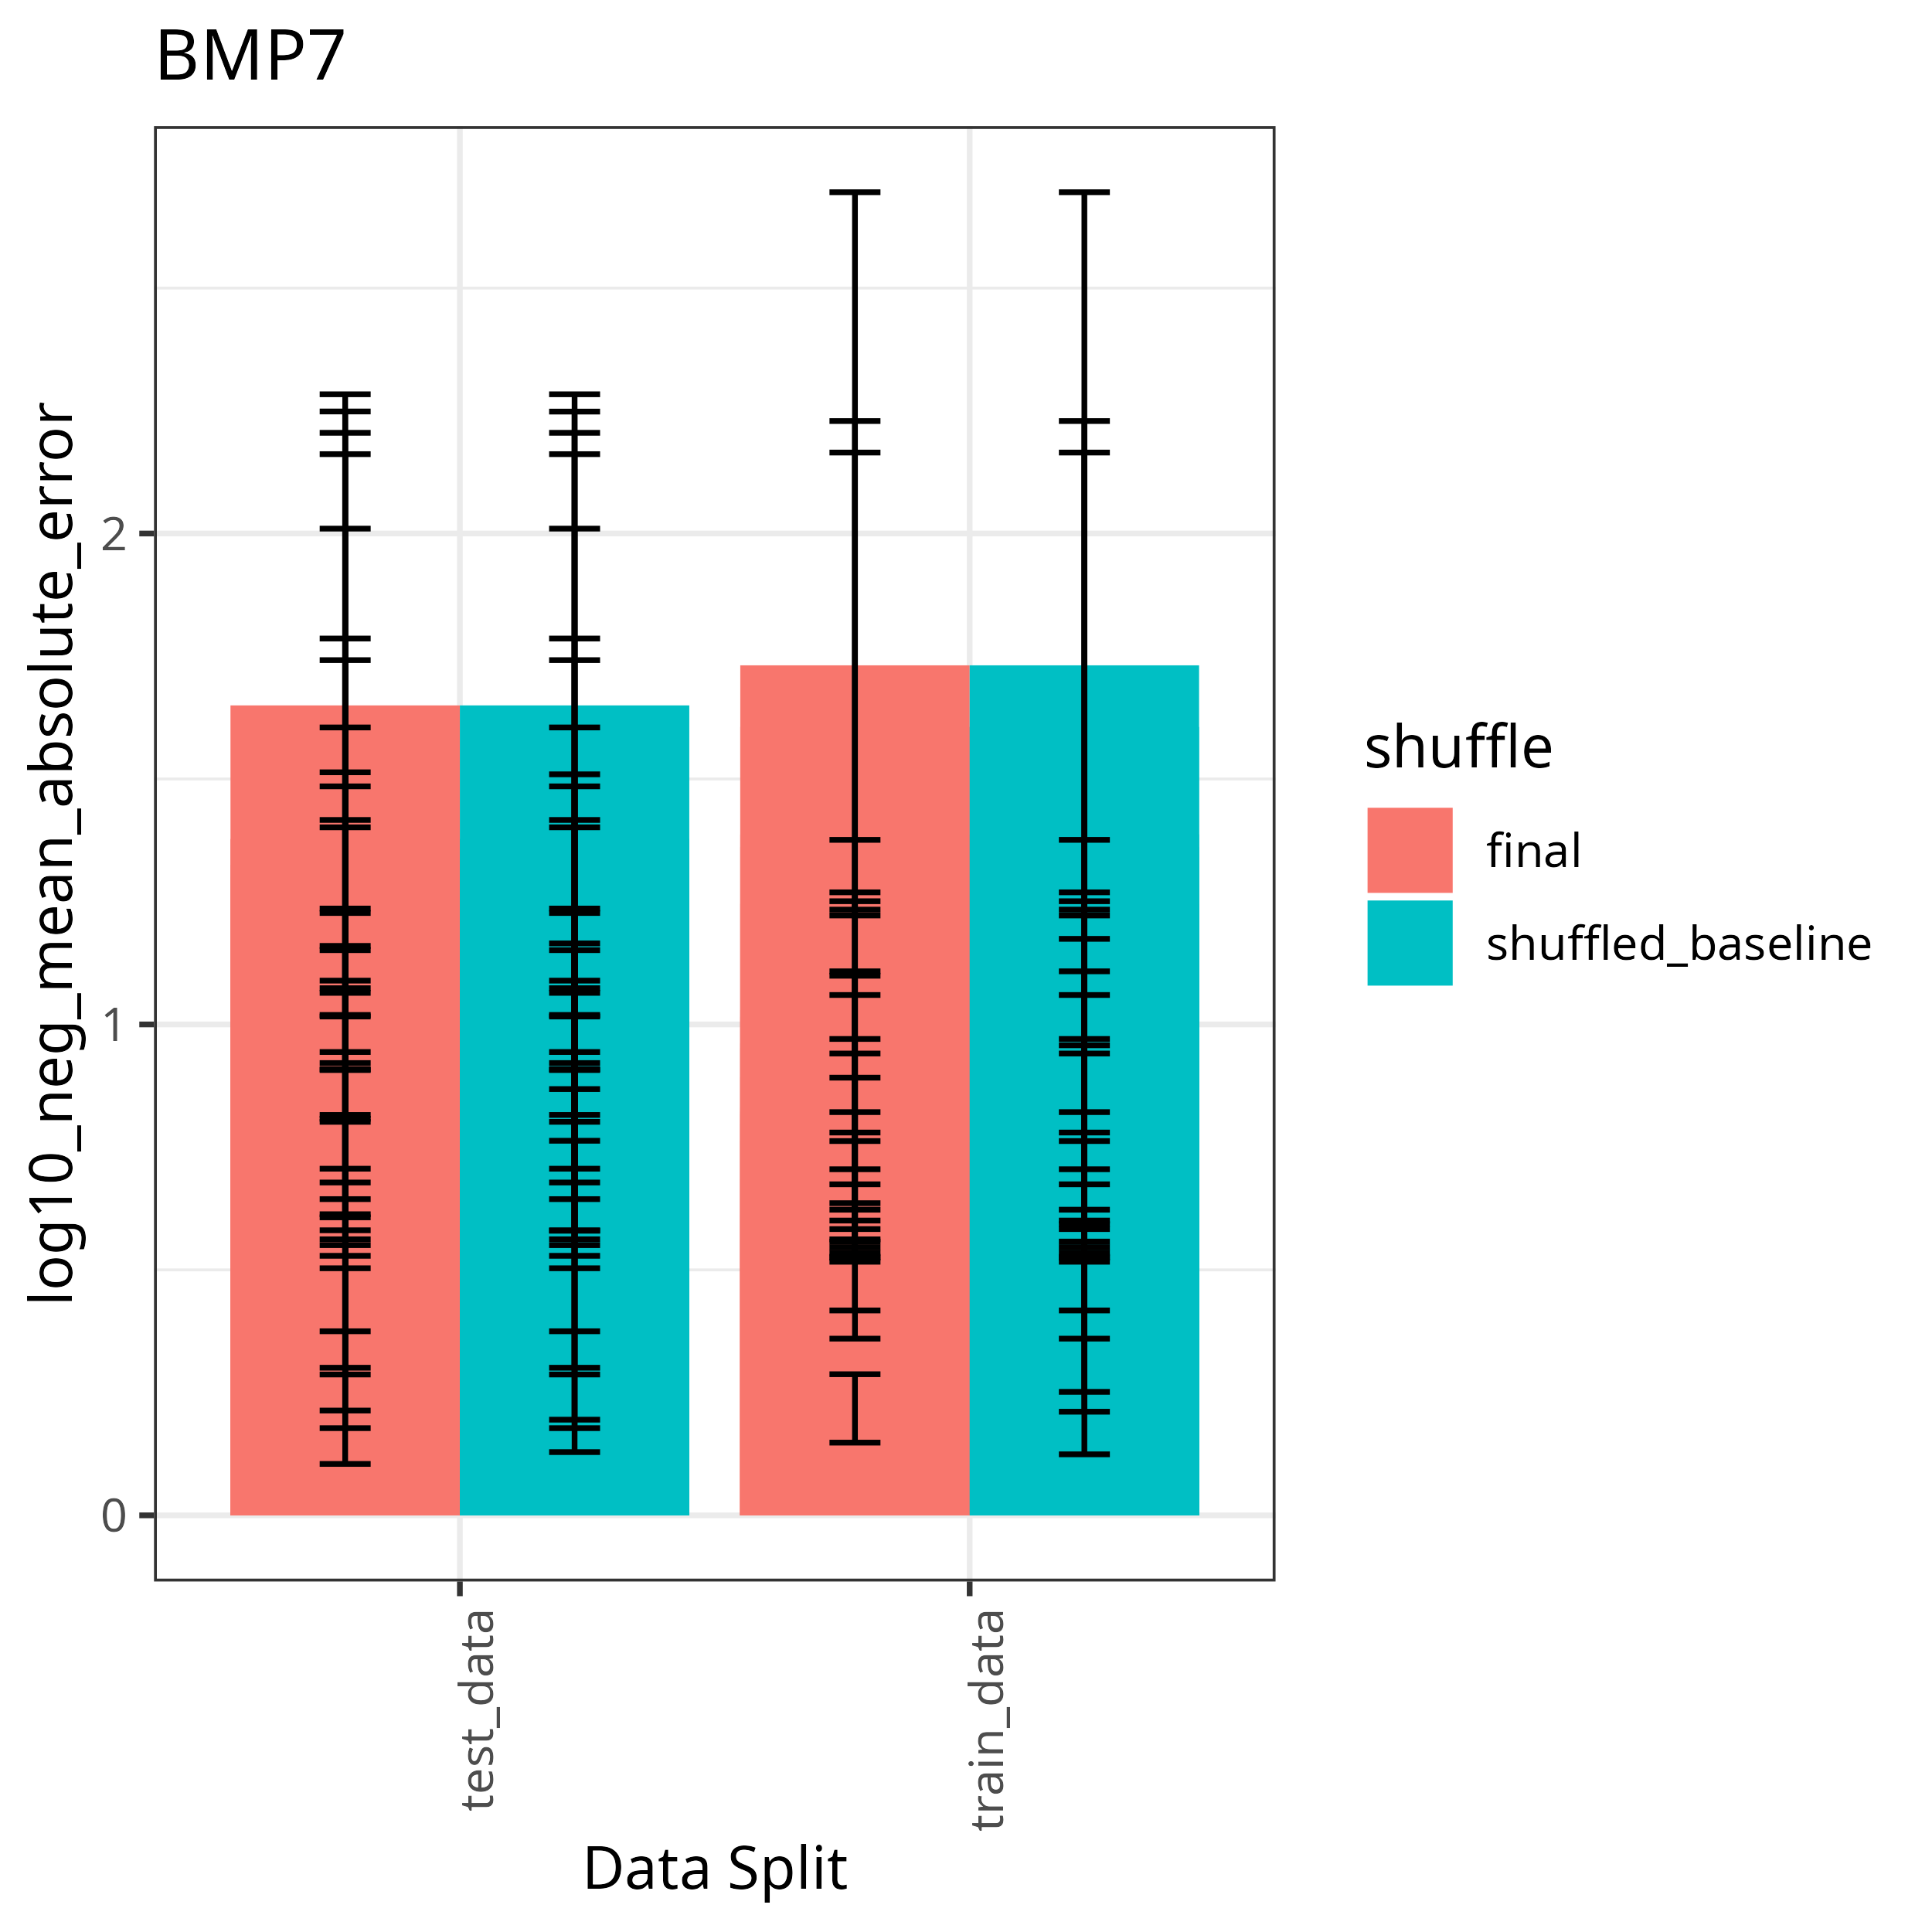 BMP7
log10_neg_mean_absolute_error
2
1
0
test_data
train_data
Data Split
shuffle
final
shuffled_baseline